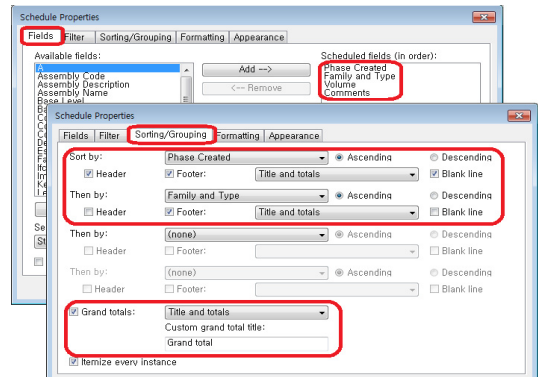 Schedule Properties
Fields Filter Sorting/Grouping Formatting Appearance
Available fields: Scheduled fields (in order):
A
Assembly Code
Assembly Description
Assembly Name
Base Level
Add -->
<-- Remove
Phase Created
Family and Type
Volume
Comments
Schedule Properties
Fields Filter Sorting/Grouping Formatting Appearance
Sort by: Phase Created Ascending Descending
Header Footer: Title and totals Blank line
Then by: Family and Type Ascending Descending
Header Footer: Title and totals Blank line
Then by: (none) Ascending Descending
Header Footer: Blank line
Then by: (none) Ascending Descending
Header Footer: Blank line
Grand totals: Title and totals
Custom grand total title:
Grand total
Itemize every instance